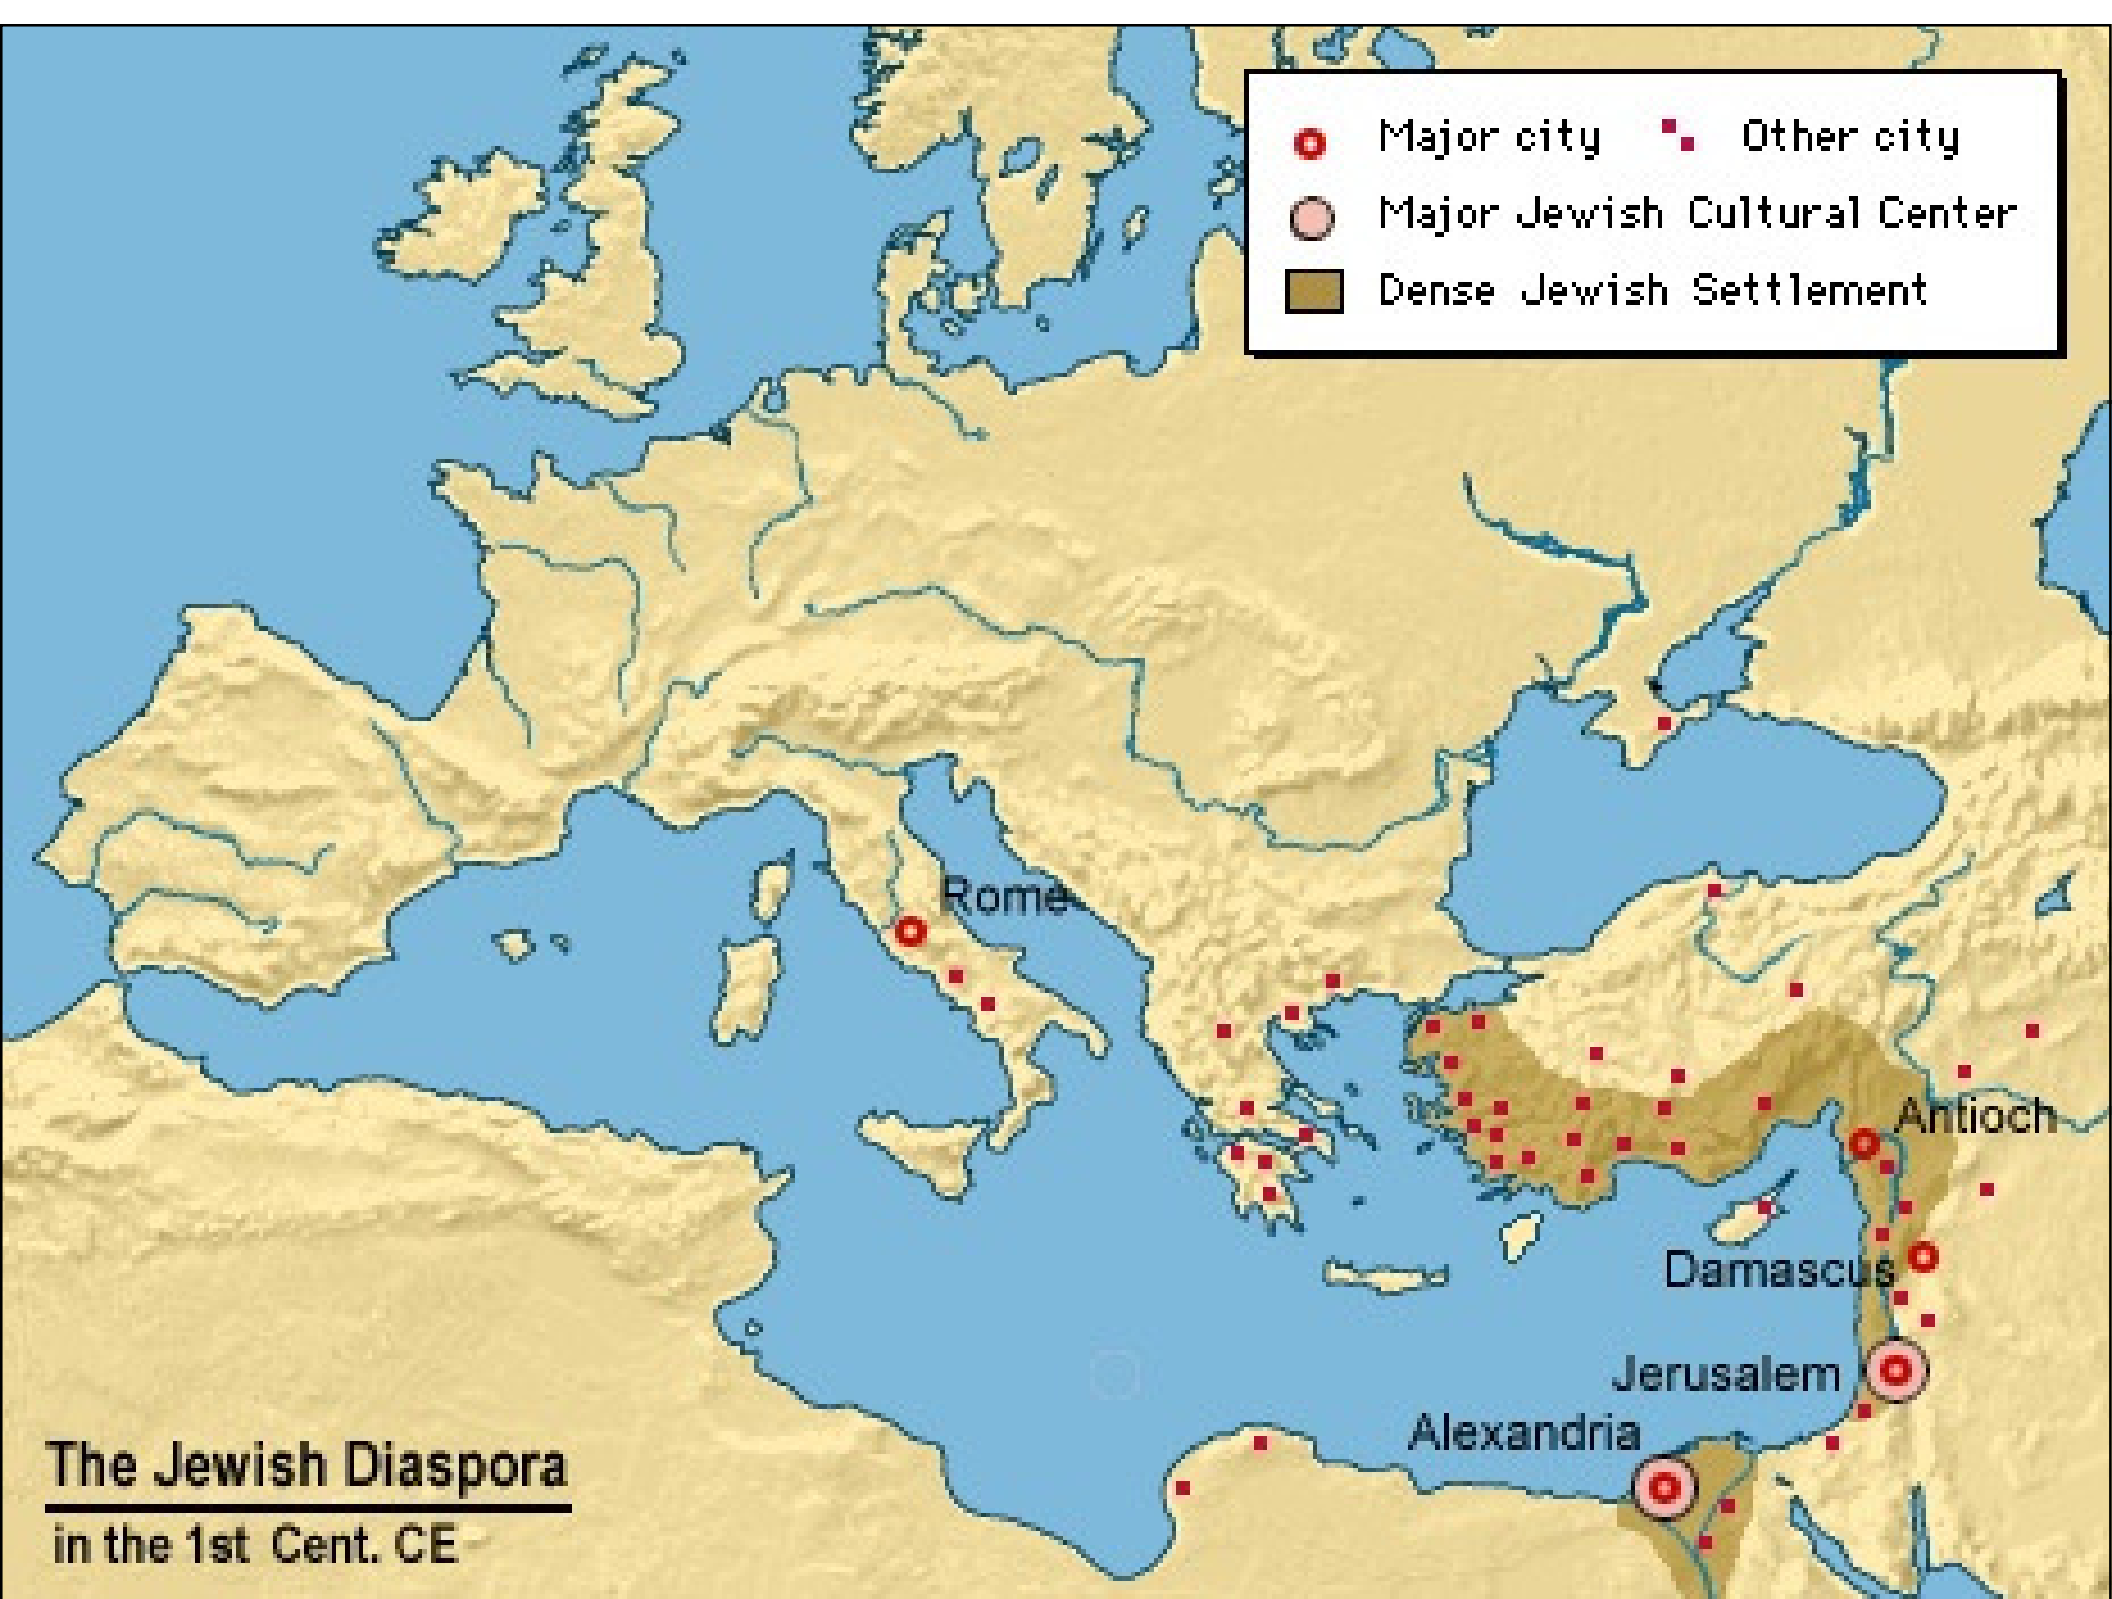 Major city
Other city
Major Jewish Cultural Center
Dense Jewish Settlement
Rome
Antioch
Damascus
Jerusalem
Alexandria
The Jewish Diaspora
in the 1st Cent. CE